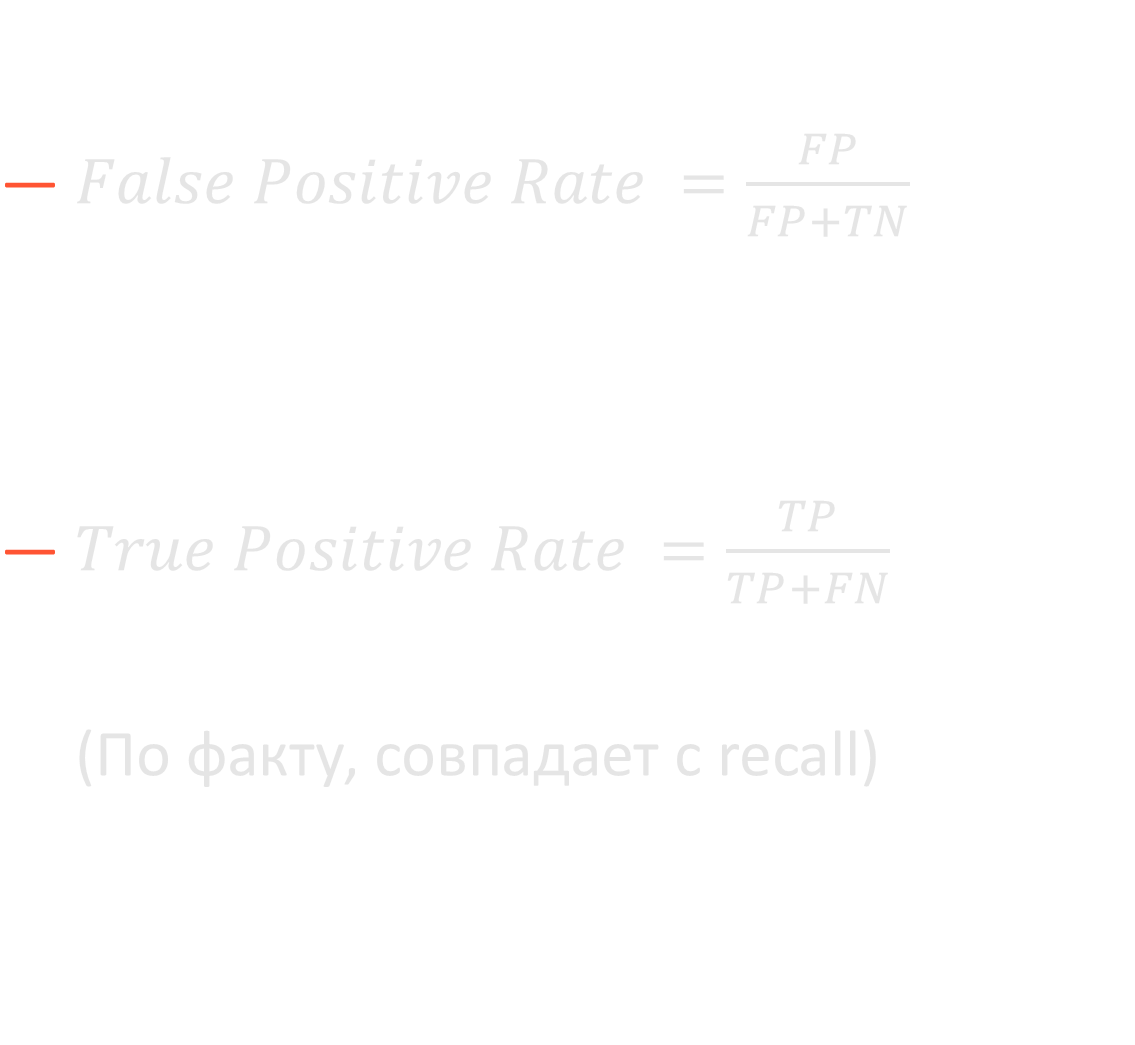 — False Positive Rate = FP/FP+TN
— True Positive Rate = TP/TP+FN
(По факту, совпадает с recall)